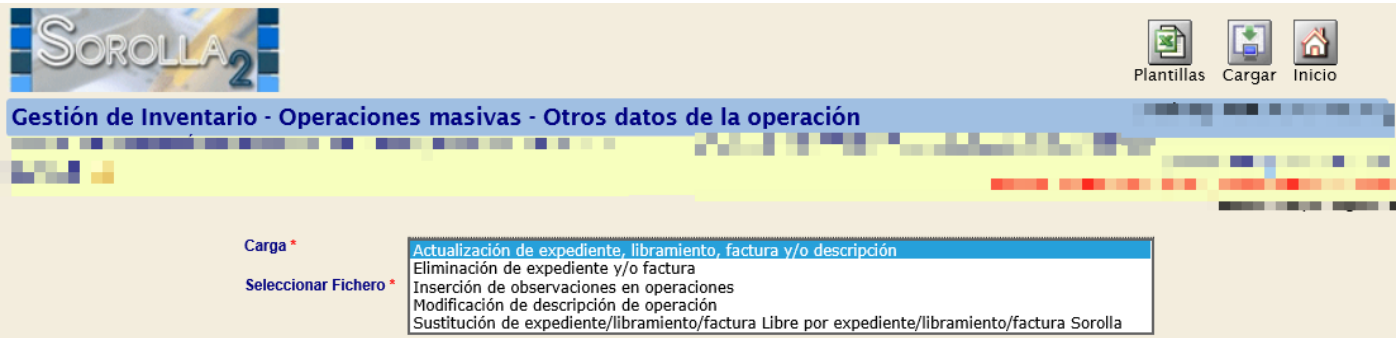 SOROLLA2
Plantillas Cargar Inicio
Gestión de Inventario - Operaciones masivas - Otros datos de la operación
Carga *
Actualización de expediente, libramiento, factura y/o descripción
Eliminación de expediente y/o factura
Seleccionar Fichero * Inserción de observaciones en operaciones
Modificación de descripción de operación
Sustitución de expediente/libramiento/factura Libre por expediente/libramiento/factura Sorolla